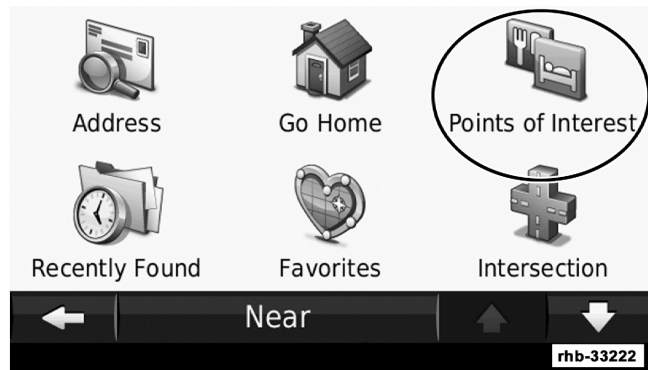 Address Go Home Points of Interest
Recently Found Favorites Intersection
Near
rhb-33222